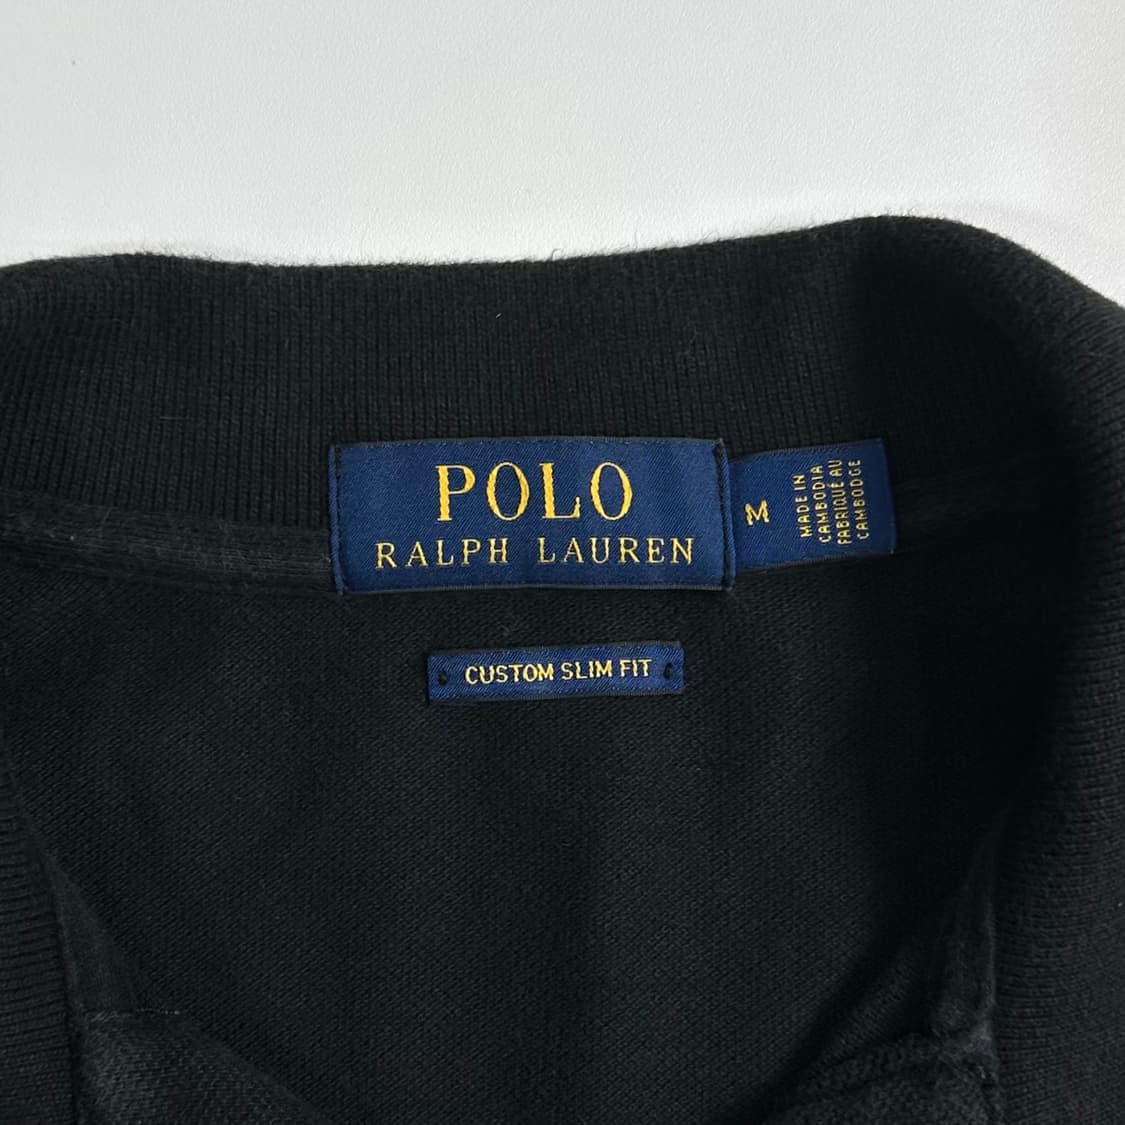 POLO
RALPH LAUREN
M
MADE IN
CAMBODIA
FABRIQUÉ AU
CAMBODGE
CUSTOM SLIM FIT